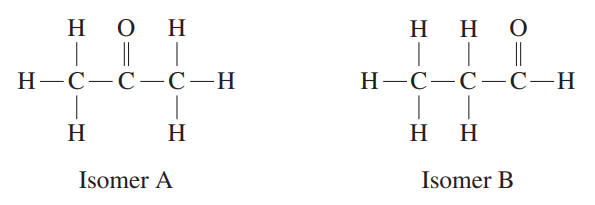 H O H H H O
H—C—C—C—H H—C—C—C—H
H H H H
Isomer A Isomer B